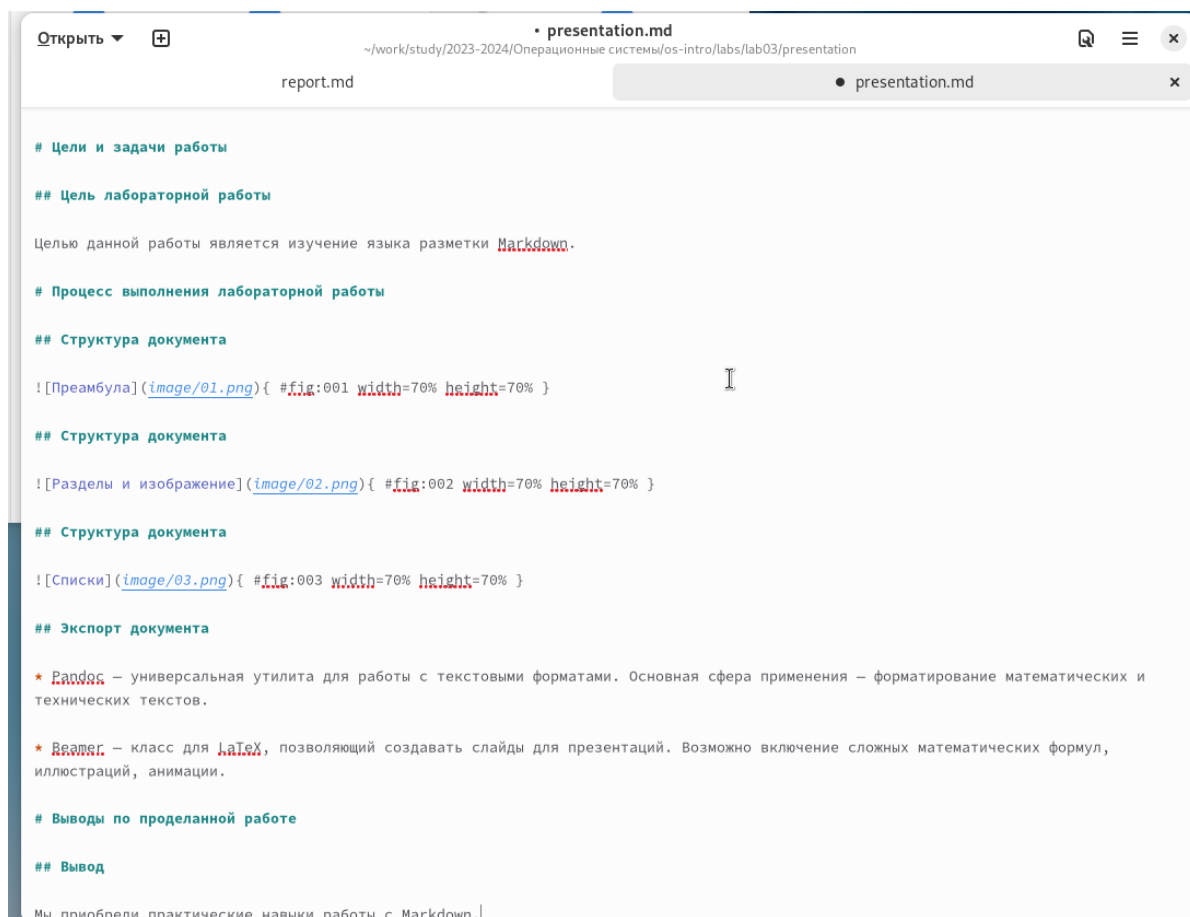 Открыть
• presentation.md
~/work/study/2023-2024/Операционные системы/os-intro/labs/lab03/presentation
report.md
● presentation.md
# Цели и задачи работы
## Цель лабораторной работы
Целью данной работы является изучение языка разметки Markdown.
# Процесс выполнения лабораторной работы
## Структура документа
![Преамбула](image/01.png){ #fig:001 width=70% height=70% }
## Структура документа
![Разделы и изображение](image/02.png){ #fig:002 width=70% height=70% }
## Структура документа
![Списки](image/03.png){ #fig:003 width=70% height=70% }
## Экспорт документа
* Pandoc — универсальная утилита для работы с текстовыми форматами. Основная сфера применения — форматирование математических и
технических текстов.
* Beamer — класс для LaTeX, позволяющий создавать слайды для презентаций. Возможно включение сложных математических формул,
иллюстраций, анимации.
# Выводы по проделанной работе
## Вывод
Мы приобрели практические навыки работы с Markdown.